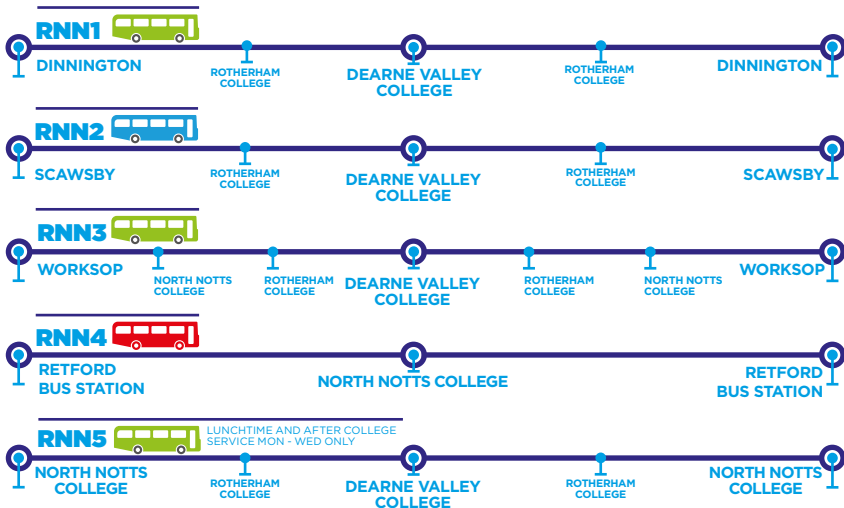 RNN1
DINNINGTON
ROTHERHAM
COLLEGE
DEARNE VALLEY
COLLEGE
ROTHERHAM
COLLEGE
DINNINGTON
RNN2
SCAWSBY
ROTHERHAM
COLLEGE
DEARNE VALLEY
COLLEGE
ROTHERHAM
COLLEGE
SCAWSBY
RNN3
WORKSOP
NORTH NOTTS
COLLEGE
ROTHERHAM
COLLEGE
DEARNE VALLEY
COLLEGE
ROTHERHAM
COLLEGE
NORTH NOTTS
COLLEGE
WORKSOP
RNN4
RETFORD
BUS STATION
NORTH NOTTS COLLEGE
RETFORD
BUS STATION
RNN5
LUNCHTIME AND AFTER COLLEGE
SERVICE MON - WED ONLY
NORTH NOTTS
COLLEGE
ROTHERHAM
COLLEGE
DEARNE VALLEY
COLLEGE
ROTHERHAM
COLLEGE
NORTH NOTTS
COLLEGE